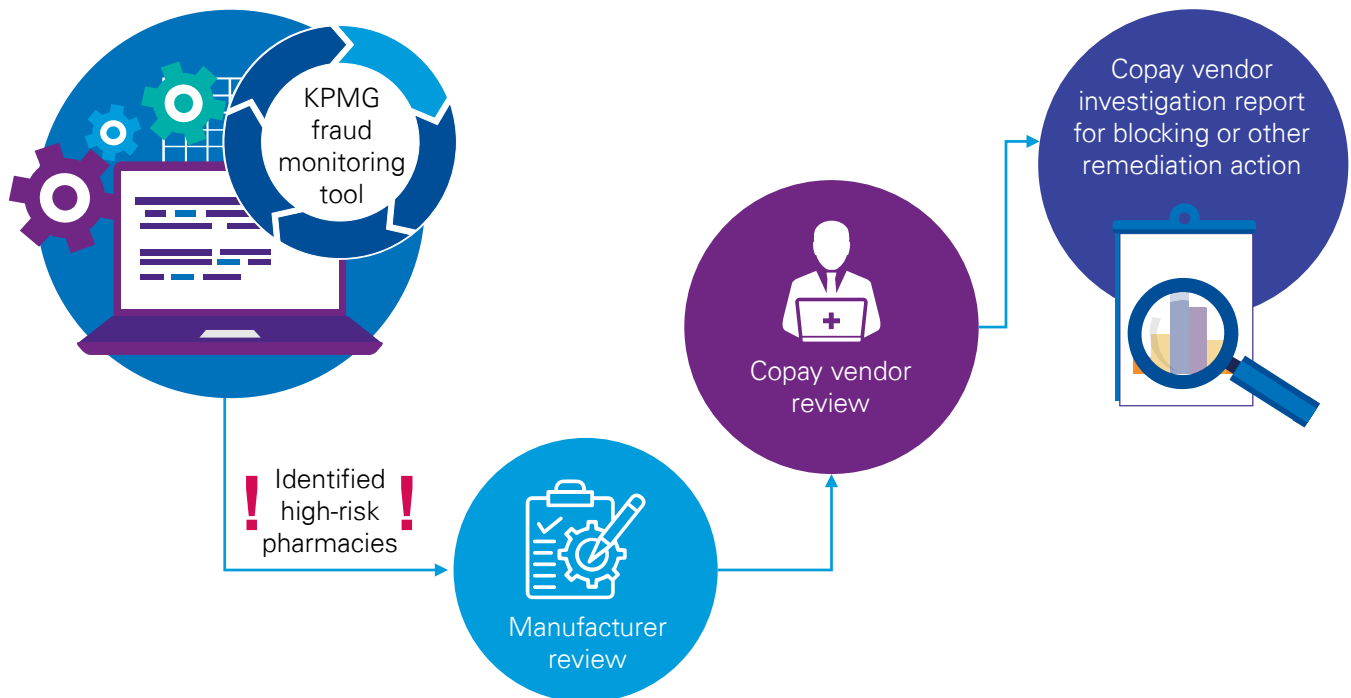 KPMG
fraud
monitoring
tool
! Identified !
high-risk
pharmacies
Manufacturer
review
Copay vendor
review
Copay vendor
investigation report
for blocking or other
remediation action